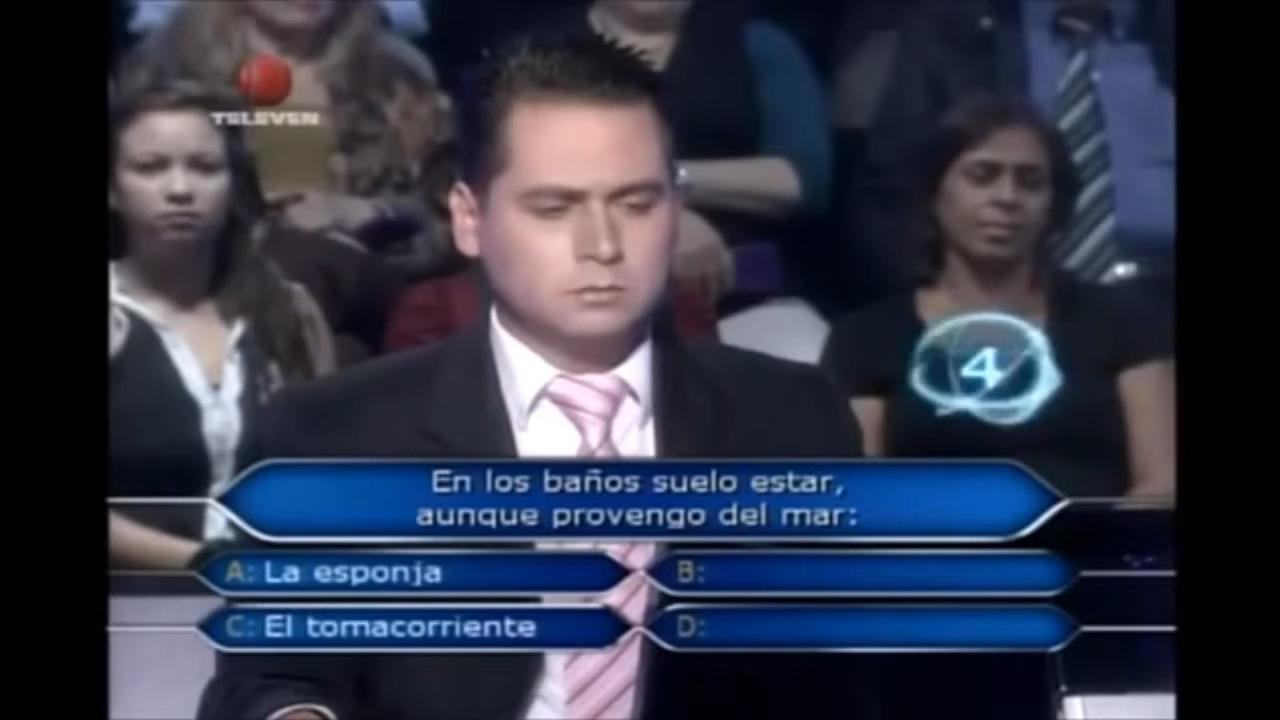 TELEVEN
4
En los baños suelo estar,
aunque provengo del mar:
A: La esponja
B:
C: El tomacorriente
D: